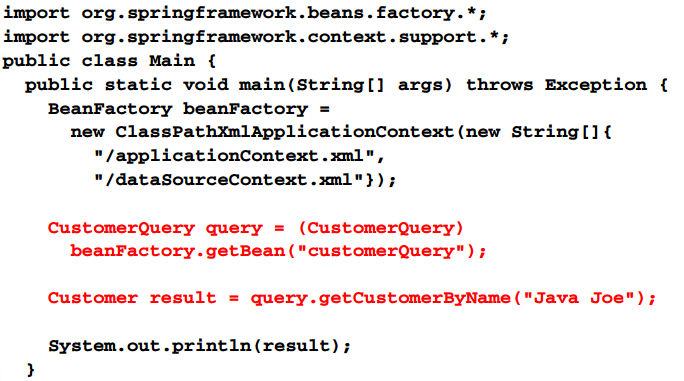 import org.springframework.beans.factory.*;
import org.springframework.context.support.*;
public class Main {
  public static void main(String[] args) throws Exception {
    BeanFactory beanFactory =
      new ClassPathXmlApplicationContext(new String[]{
        "/applicationContext.xml",
        "/dataSourceContext.xml"});
    CustomerQuery query = (CustomerQuery)
      beanFactory.getBean("customerQuery");
    Customer result = query.getCustomerByName("Java Joe");
    System.out.println(result);
  }